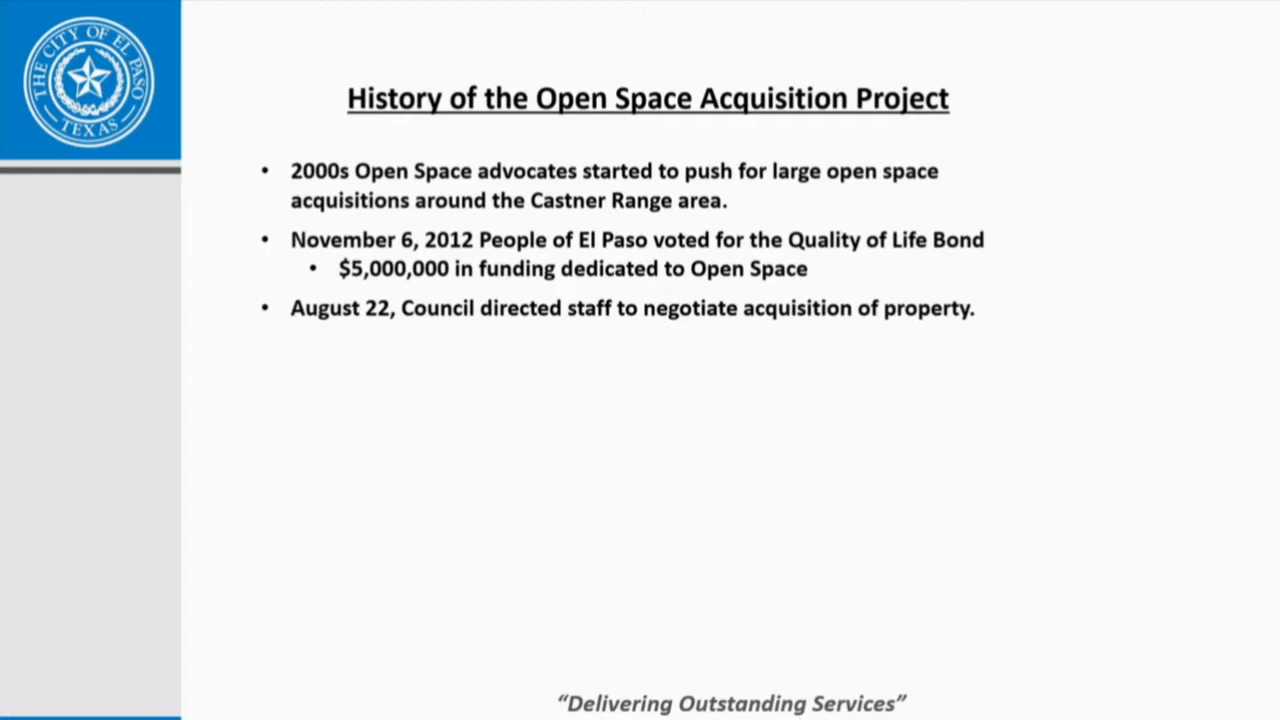 THE CITY OF EL PASO
TEXAS
History of the Open Space Acquisition Project
• 2000s Open Space advocates started to push for large open space
acquisitions around the Castner Range area.
• November 6, 2012 People of El Paso voted for the Quality of Life Bond
• $5,000,000 in funding dedicated to Open Space
• August 22, Council directed staff to negotiate acquisition of property.
“Delivering Outstanding Services”